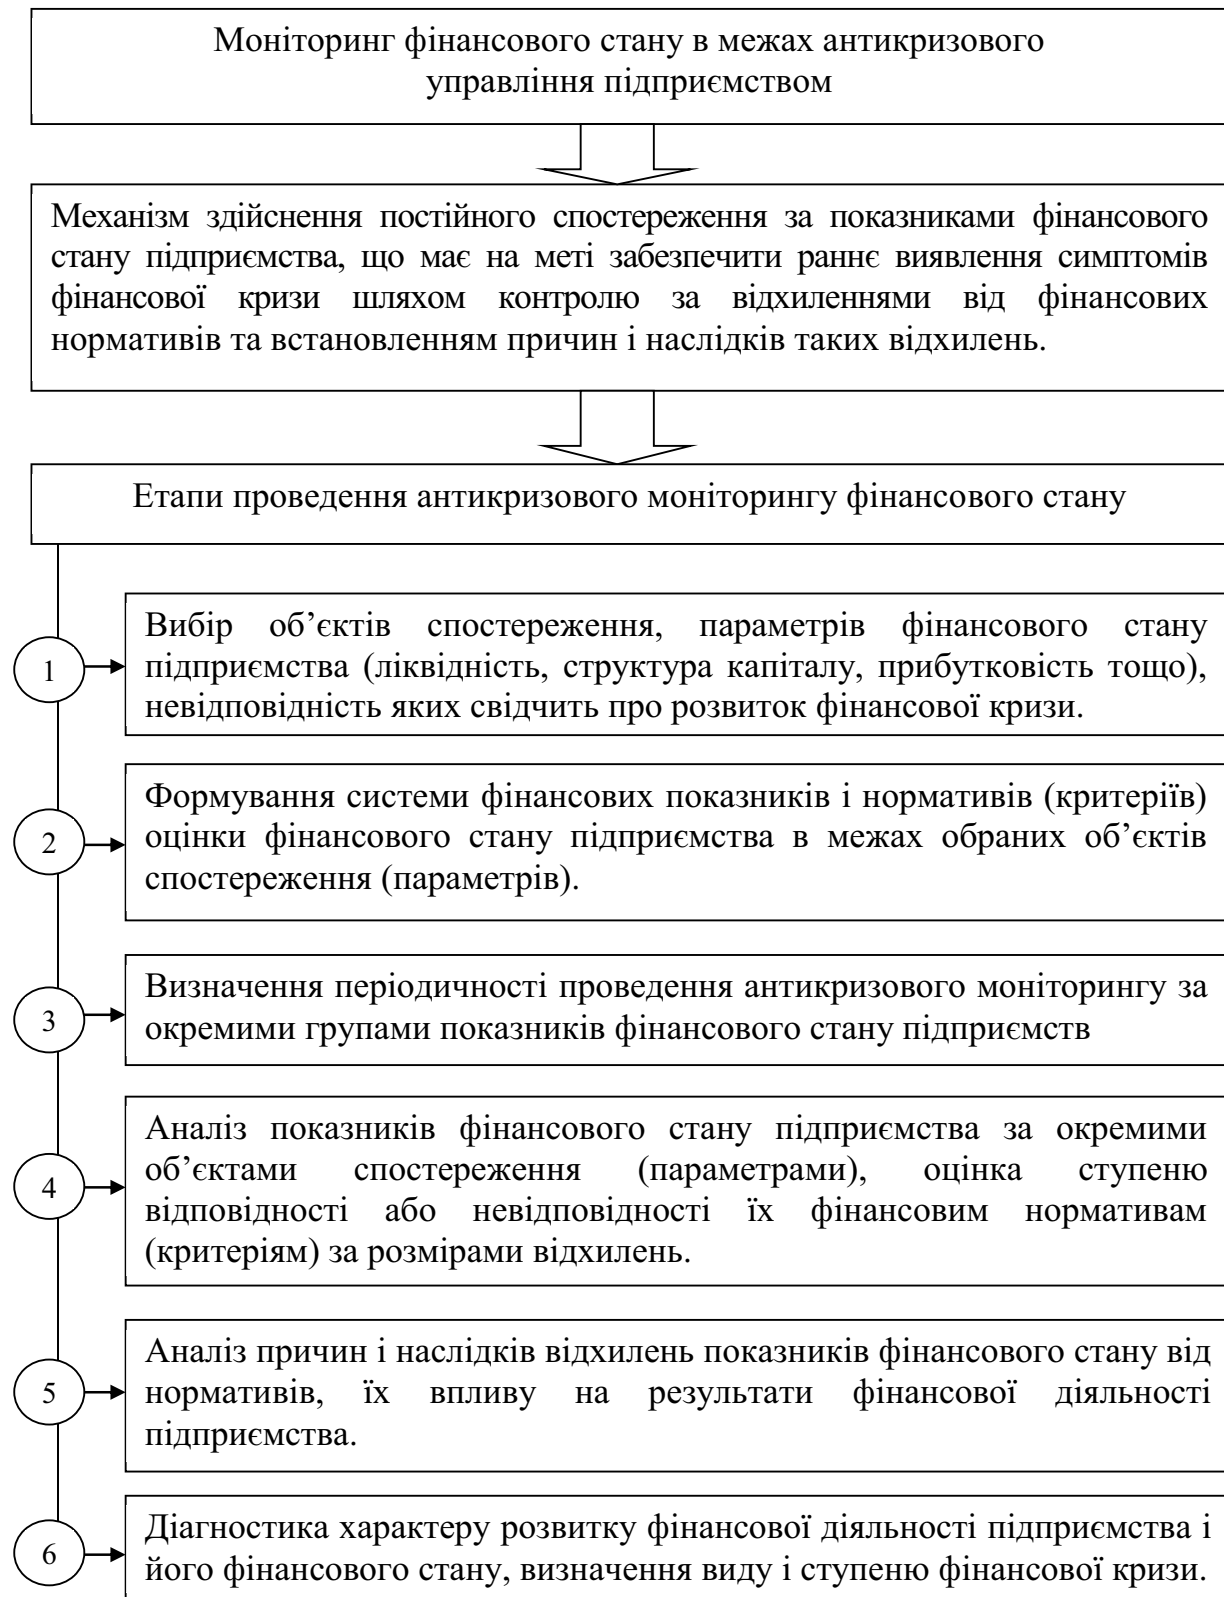 Моніторинг фінансового стану в межах антикризового
управління підприємством
Механізм здійснення постійного спостереження за показниками фінансового
стану підприємства, що має на меті забезпечити раннє виявлення симптомів
фінансової кризи шляхом контролю за відхиленнями від фінансових
нормативів та встановленням причин і наслідків таких відхилень.
Етапи проведення антикризового моніторингу фінансового стану
1
Вибір об’єктів спостереження, параметрів фінансового стану
підприємства (ліквідність, структура капіталу, прибутковість тощо),
невідповідність яких свідчить про розвиток фінансової кризи.
2
Формування системи фінансових показників і нормативів (критеріїв)
оцінки фінансового стану підприємства в межах обраних об’єктів
спостереження (параметрів).
3
Визначення періодичності проведення антикризового моніторингу за
окремими групами показників фінансового стану підприємств
4
Аналіз показників фінансового стану підприємства за окремими
об’єктами спостереження (параметрами), оцінка ступеню
відповідності або невідповідності їх фінансовим нормативам
(критеріям) за розмірами відхилень.
5
Аналіз причин і наслідків відхилень показників фінансового стану від
нормативів, їх впливу на результати фінансової діяльності
підприємства.
6
Діагностика характеру розвитку фінансової діяльності підприємства і
його фінансового стану, визначення виду і ступеню фінансової кризи.